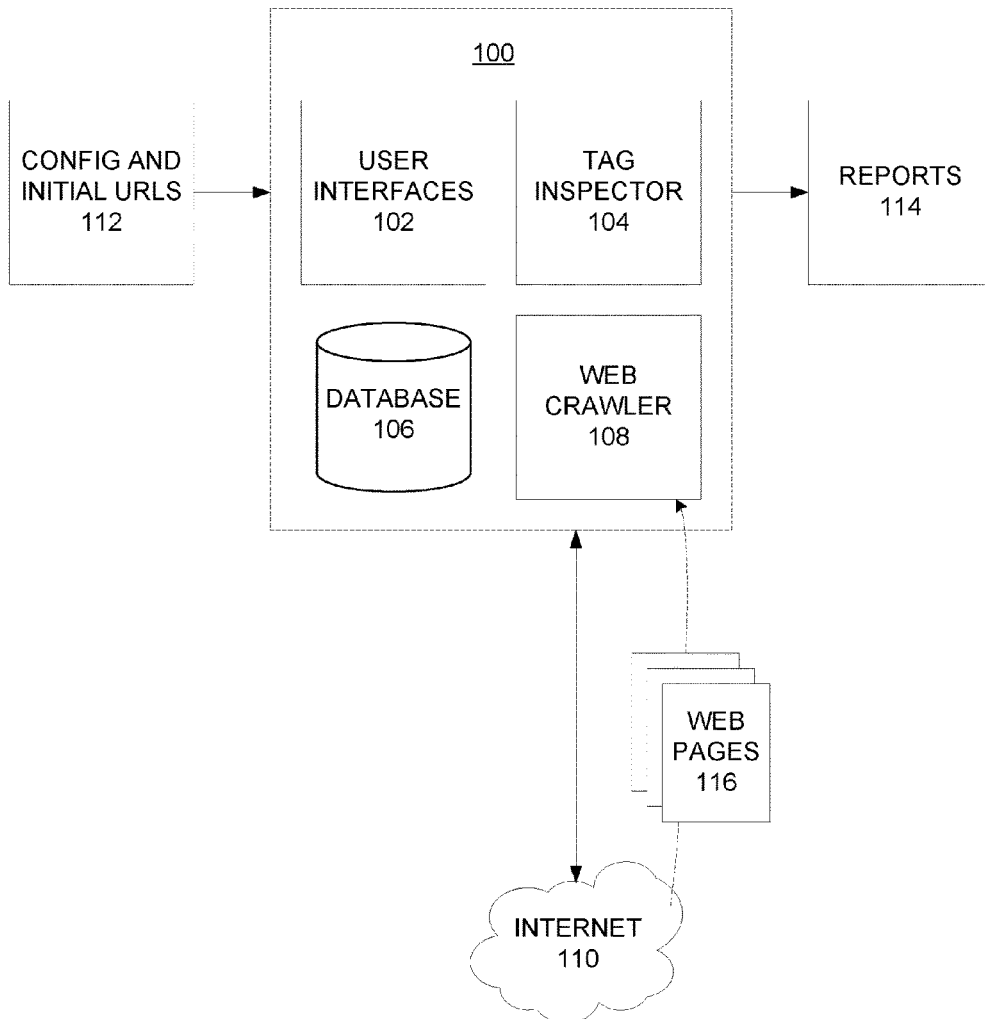 100
CONFIG AND
INITIAL URLS
112
USER
INTERFACES
102
TAG
INSPECTOR
104
REPORTS
114
DATABASE
106
WEB
CRAWLER
108
WEB
PAGES
116
INTERNET
110